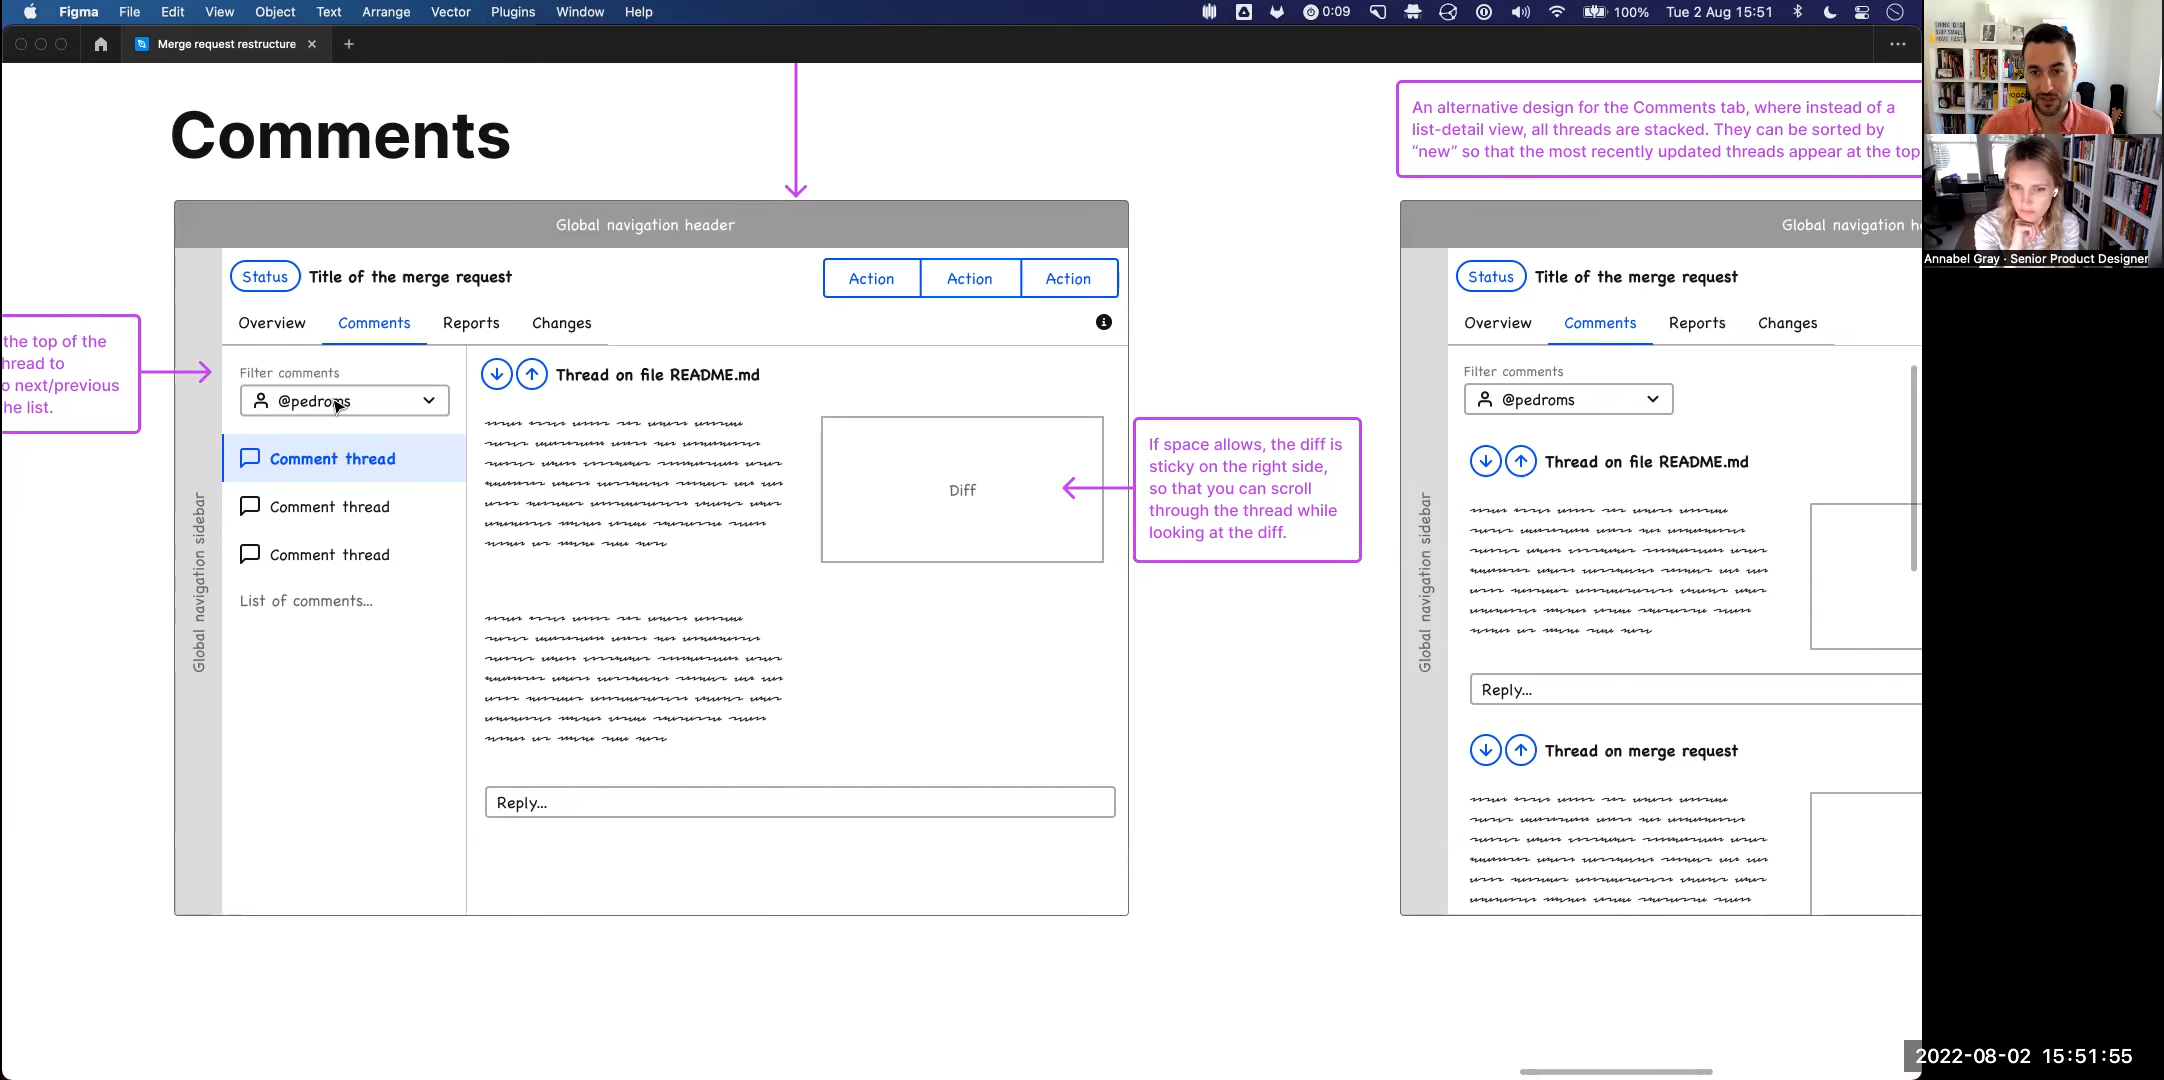 Figma File Edit View Object Text Arrange Vector Plugins Window Help
0:09 100% Tue 2 Aug 15:51
Merge request restructure
Comments
the top of the
hread to
o next/previous
he list.
Global navigation header
Status Title of the merge request
Action Action Action
Overview Comments Reports Changes
Global navigation sidebar
Filter comments
@pedroms
Comment thread
Comment thread
Comment thread
List of comments...
Thread on file README.md
Diff
Reply...
If space allows, the diff is
sticky on the right side,
so that you can scroll
through the thread while
looking at the diff.
An alternative design for the Comments tab, where instead of a
list-detail view, all threads are stacked. They can be sorted by
“new” so that the most recently updated threads appear at the top
Global navigation he
Status Title of the merge request
Overview Comments Reports Changes
Global navigation sidebar
Filter comments
@pedroms
Thread on file README.md
Reply...
Thread on merge request
Annabel Gray · Senior Product Designer
2022-08-02 15:51:55